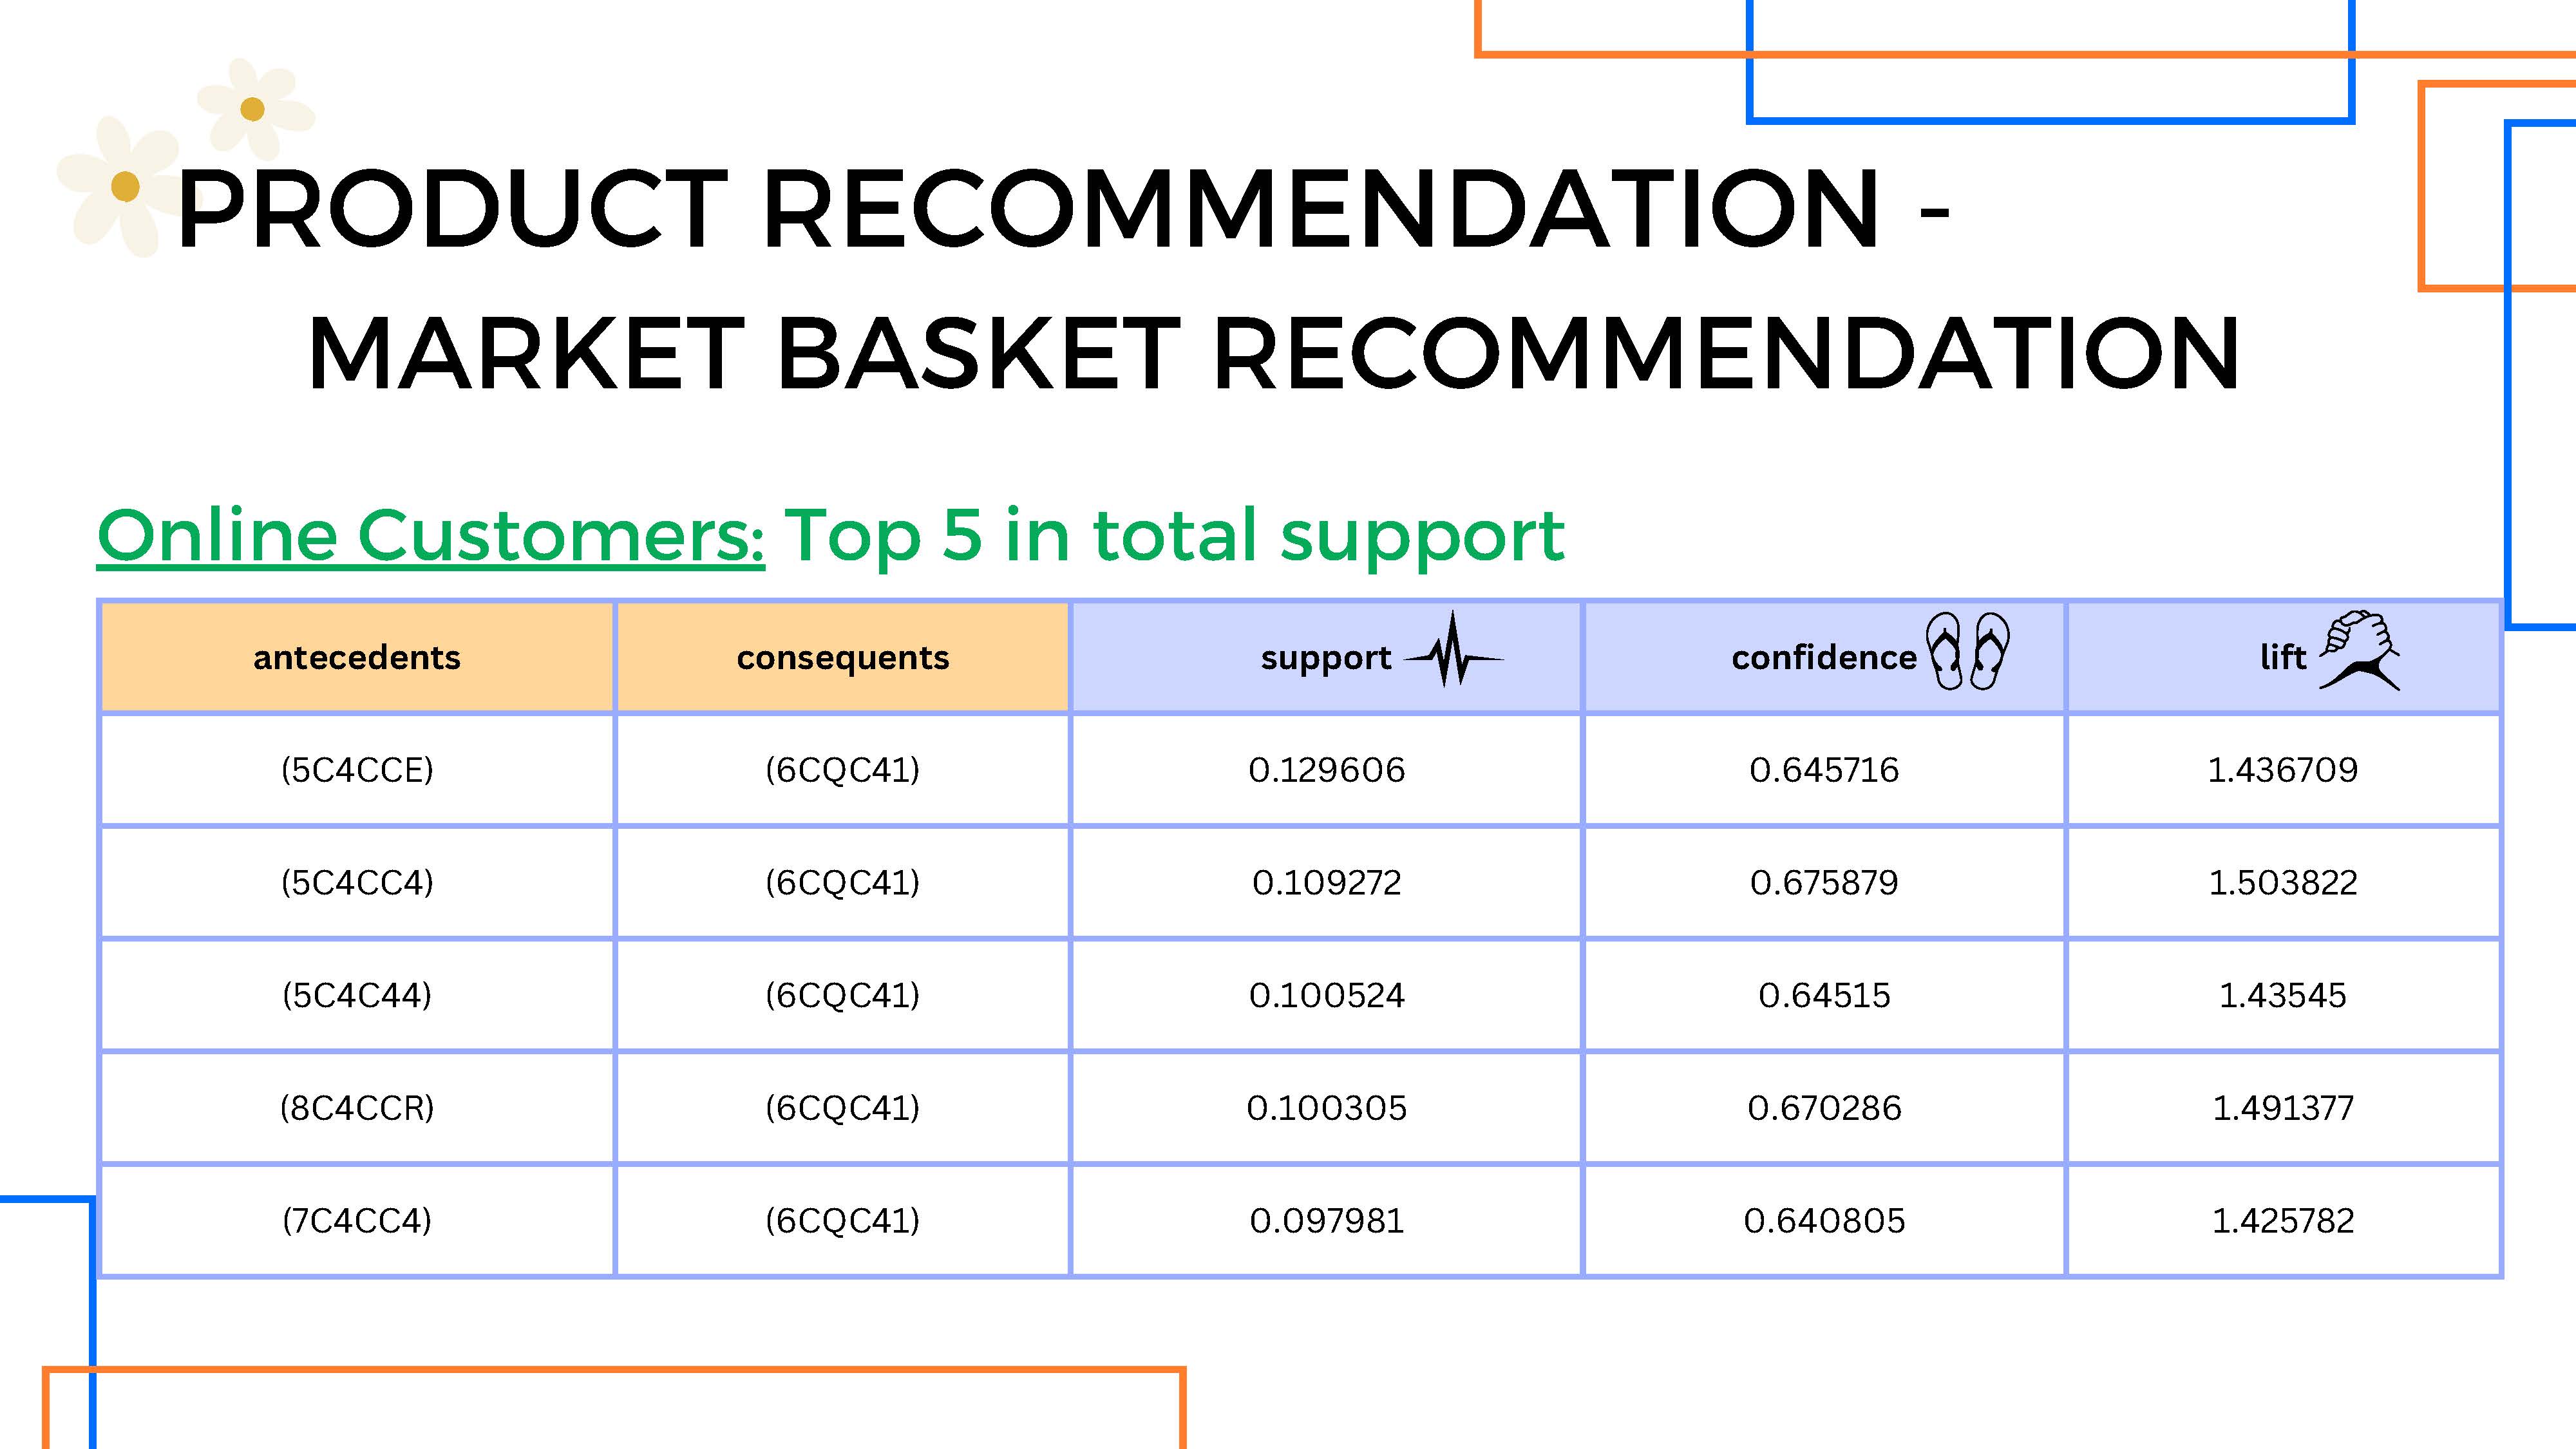 PRODUCT RECOMMENDATION -
MARKET BASKET RECOMMENDATION
Online Customers: Top 5 in total support
antecedents consequents support confidence lift
(5C4CCE) (6CQC41) 0.129606 0.645716 1.436709
(5C4CC4) (6CQC41) 0.109272 0.675879 1.503822
(5C4C44) (6CQC41) 0.100524 0.64515 1.43545
(8C4CCR) (6CQC41) 0.100305 0.670286 1.491377
(7C4CC4) (6CQC41) 0.097981 0.640805 1.425782